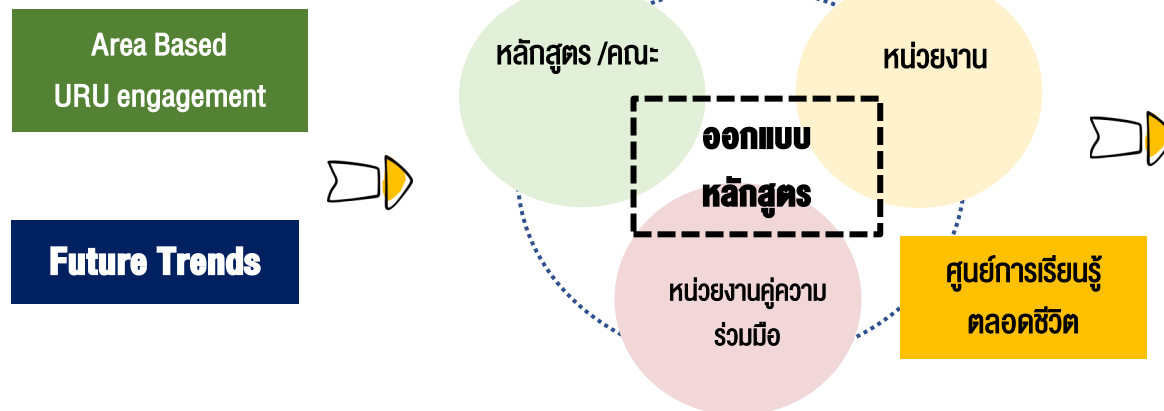 Area Based
URU engagement
Future Trends
หลักสูตร /คณะ
หน่วยงาน
ออกแบบ
หลักสูตร
หน่วยงานคู่ความ
ร่วมมือ
ศูนย์การเรียนรู้
ตลอดชีวิต